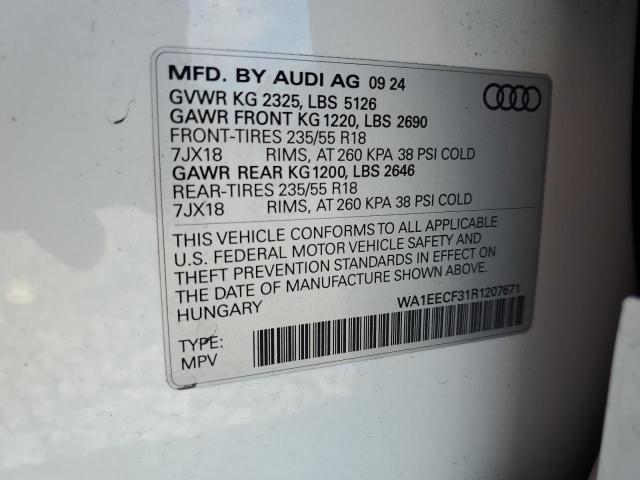 MFD. BY AUDI AG 09 24
GVWR KG 2325, LBS 5126
GAWR FRONT KG 1220, LBS 2690
FRONT-TIRES 235/55 R18
7JX18 RIMS, AT 260 KPA 38 PSI COLD
GAWR REAR KG 1200, LBS 2646
REAR-TIRES 235/55 R18
7JX18 RIMS, AT 260 KPA 38 PSI COLD
THIS VEHICLE CONFORMS TO ALL APPLICABLE
U.S. FEDERAL MOTOR VEHICLE SAFETY AND
THEFT PREVENTION STANDARDS IN EFFECT ON
THE DATE OF MANUFACTURE SHOWN ABOVE.
HUNGARY
WA1EECF31R1207671
TYPE:
MPV